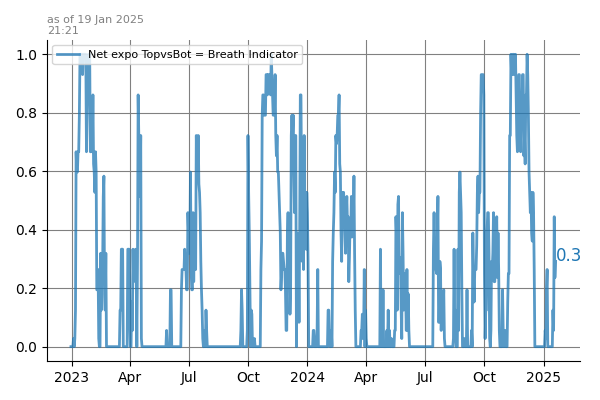 as of 19 Jan 2025
21:21
Net expo TopvsBot = Breath Indicator
1.0
0.8
0.6
0.4
0.3
0.2
0.0
2023 Apr Jul Oct 2024 Apr Jul Oct 2025